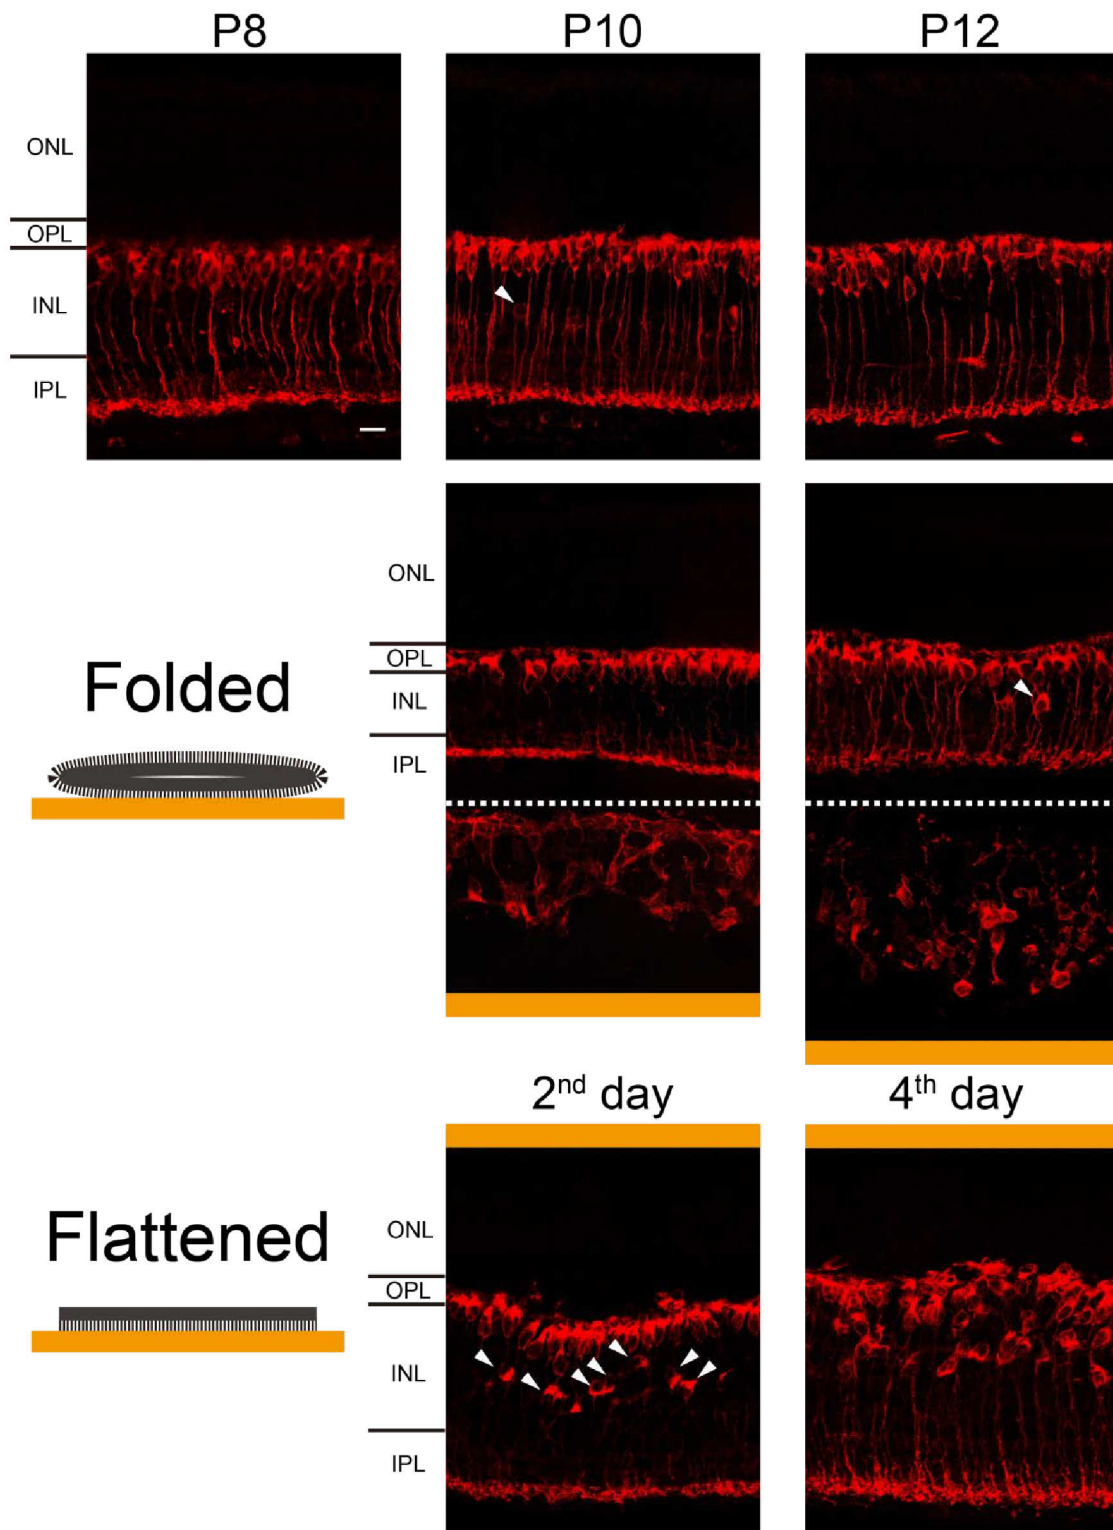 P8 P10 P12
ONL
OPL
INL
IPL
ONL
OPL
INL
IPL
Folded
2nd day 4th day
ONL
OPL
INL
IPL
Flattened